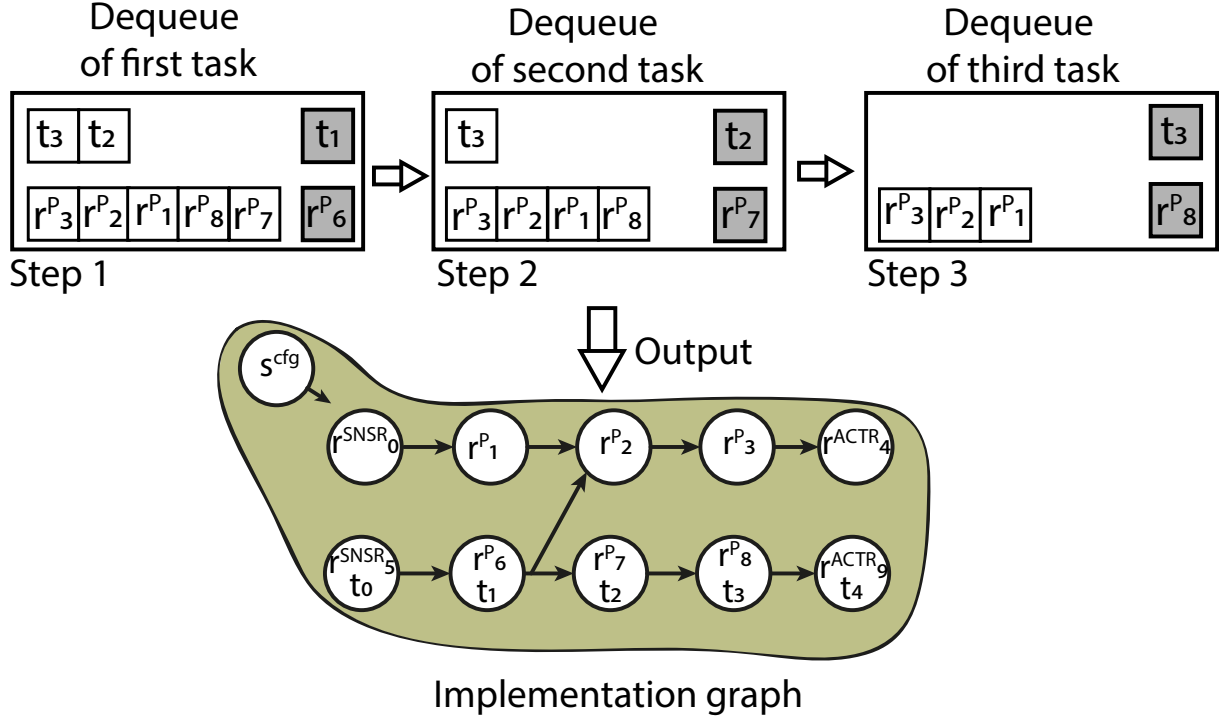 Dequeue of first task
Dequeue of second task
Dequeue of third task
t3 t2 t1
rP3 rP2 rP1 rP8 rP7 rP6
Step 1
t3 t2
rP3 rP2 rP1 rP8 rP7
Step 2
t3
rP3 rP2 rP1 rP8
Step 3
Output
scfg
rSNSR0 rP1 rP2 rP3 rACTR4
rSNSR5 rP6 rP7 rP8 rACTR9
t0 t1 t2 t3 t4
Implementation graph